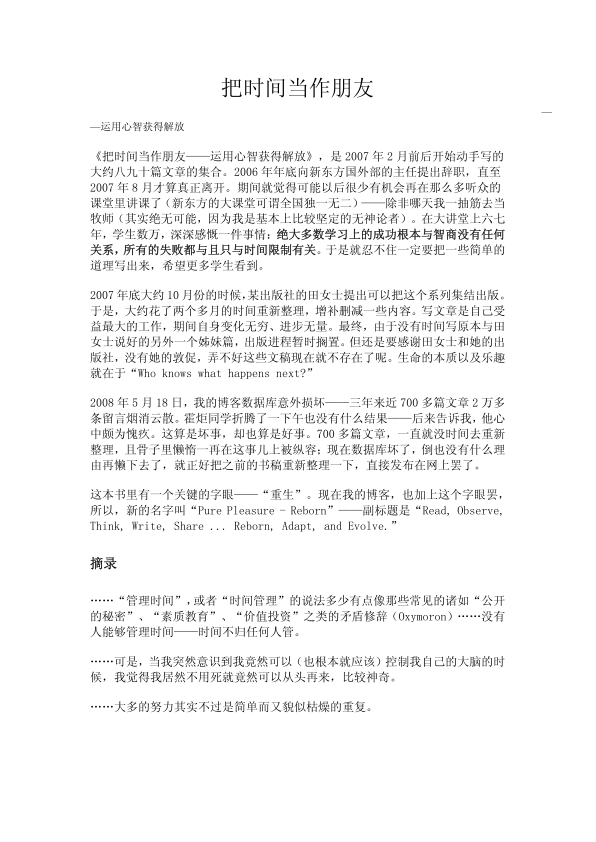 把时间当作朋友
—
—运用心智获得解放
《把时间当作朋友——运用心智获得解放》，是 2007 年 2 月前后开始动手写的
大约八九十篇文章的集合。2006 年年底向新东方国外部的主任提出辞职，直至
2007 年 8 月才算真正离开。期间就觉得可能以后很少有机会再在那么多听众的
课堂里讲课了（新东方的大课堂可谓全国独一无二）——除非哪天我一抽筋去当
牧师（其实绝无可能，因为我是基本上比较坚定的无神论者）。在大讲堂上六七
年，学生数万，深深感慨一件事情：绝大多数学习上的成功根本与智商没有任何
关系，所有的失败都与且只与时间限制有关。于是就忍不住一定要把一些简单的
道理写出来，希望更多学生看到。
2007 年底大约 10 月份的时候，某出版社的田女士提出可以把这个系列集结出版。
于是，大约花了两个多月的时间重新整理，增补删减一些内容。写文章是自己受
益最大的工作，期间自身变化无穷、进步无量。最终，由于没有时间写原本与田
女士说好的另外一个姊妹篇，出版进程暂时搁置。但还是要感谢田女士和她的出
版社，没有她的敦促，弄不好这些文稿现在就不存在了呢。生命的本质以及乐趣
就在于“Who knows what happens next?”
2008 年 5 月 18 日，我的博客数据库意外损坏——三年来近 700 多篇文章 2 万多
条留言烟消云散。霍炬同学折腾了一下午也没有什么结果——后来告诉我，他心
中颇为愧疚。这算是坏事，却也算是好事。700 多篇文章，一直就没时间去重新
整理，且骨子里懒惰一再在这事儿上被纵容；现在数据库坏了，倒也没有什么理
由再懒下去了，就正好把之前的书稿重新整理一下，直接发布在网上罢了。
这本书里有一个关键的字眼——“重生”。现在我的博客，也加上这个字眼罢，
所以，新的名字叫“Pure Pleasure - Reborn”——副标题是“Read, Observe,
Think, Write, Share ... Reborn, Adapt, and Evolve.”
摘录
……“管理时间”，或者“时间管理”的说法多少有点像那些常见的诸如“公开
的秘密”、“素质教育”、“价值投资”之类的矛盾修辞（Oxymoron）……没有
人能够管理时间——时间不归任何人管。
……可是，当我突然意识到我竟然可以（也根本就应该）控制我自己的大脑的时
候，我觉得我居然不用死就竟然可以从头再来，比较神奇。
……大多的努力其实不过是简单而又貌似枯燥的重复。